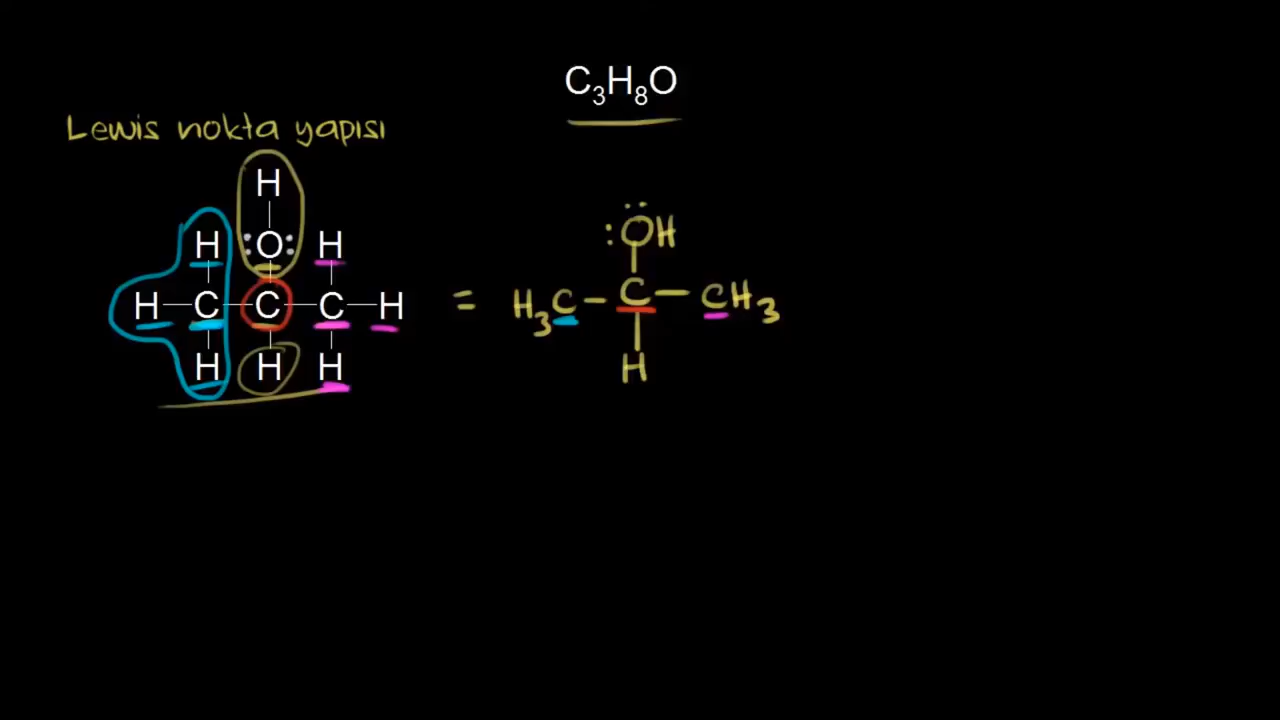 C₃H₈O
Lewis nokta yapısı
H
H :O: H
H—C—C—C—H
H H H
=
:ÖH
H₃C—C—CH₃
H